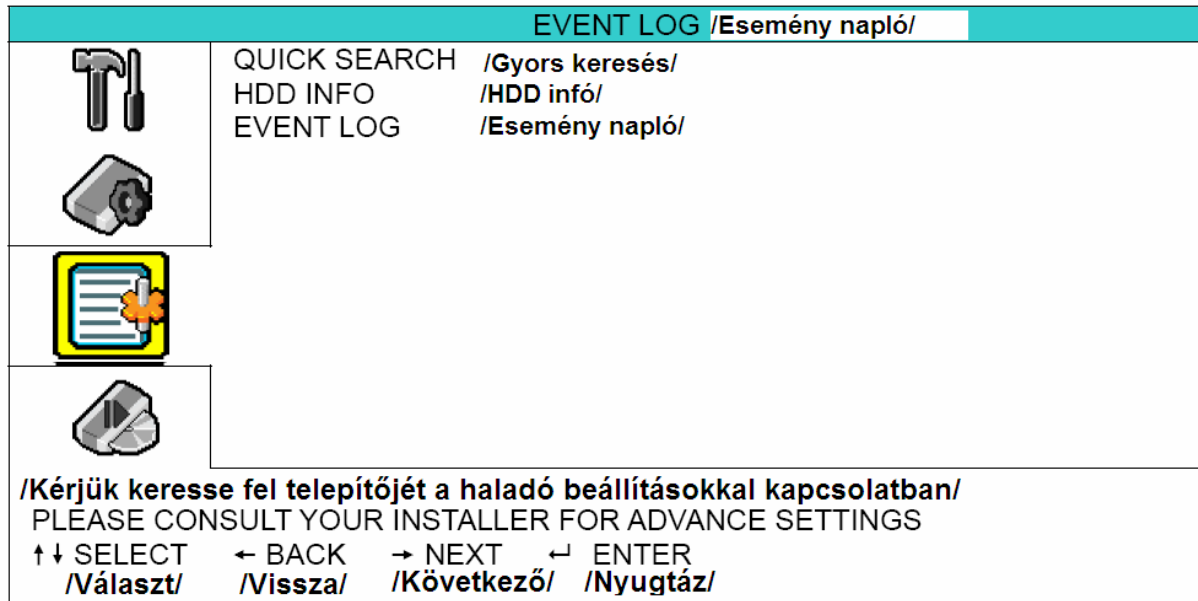 EVENT LOG /Esemény napló/
QUICK SEARCH /Gyors keresés/
HDD INFO /HDD infó/
EVENT LOG /Esemény napló/
/Kérjük keresse fel telepítőjét a haladó beállításokkal kapcsolatban/
PLEASE CONSULT YOUR INSTALLER FOR ADVANCE SETTINGS
↑↓ SELECT ← BACK → NEXT ↵ ENTER
/Választ/ /Vissza/ /Következő/ /Nyugtáz/